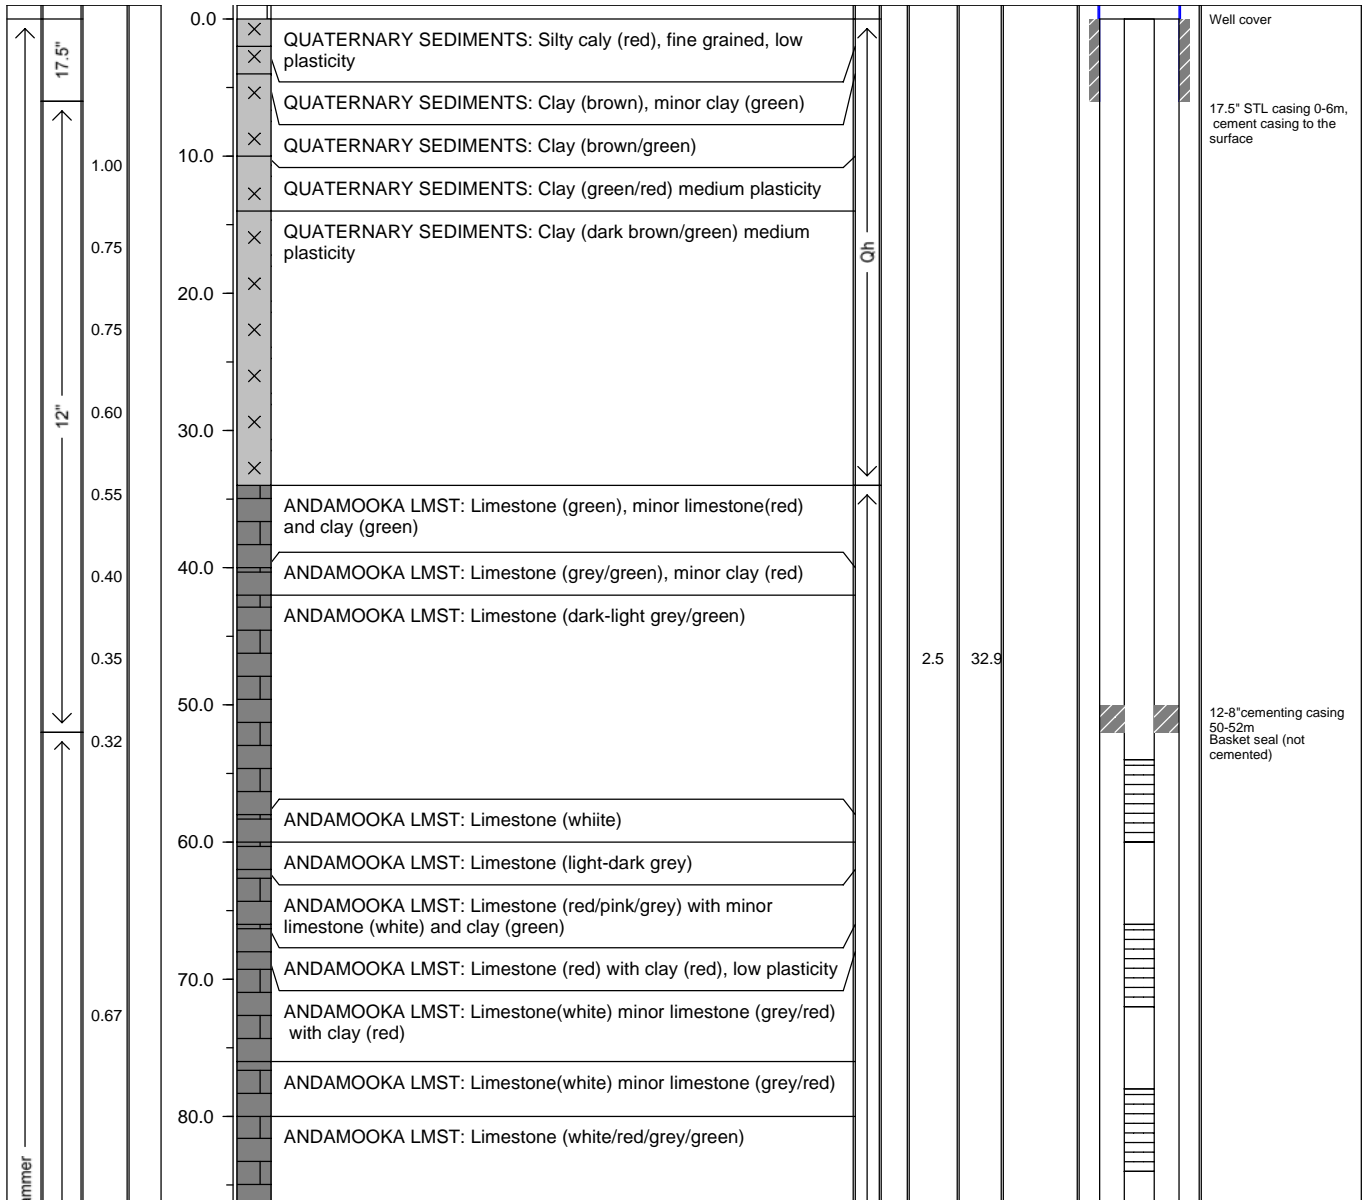 0.0
Well cover
QUATERNARY SEDIMENTS: Silty caly (red), fine grained, low
plasticity
17.5"
QUATERNARY SEDIMENTS: Clay (brown), minor clay (green)
17.5" STL casing 0-6m,
cement casing to the
surface
QUATERNARY SEDIMENTS: Clay (brown/green)
10.0
1.00
QUATERNARY SEDIMENTS: Clay (green/red) medium plasticity
QUATERNARY SEDIMENTS: Clay (dark brown/green) medium
plasticity
0.75
Qh
20.0
0.75
12"
0.60
30.0
0.55
ANDAMOOKA LMST: Limestone (green), minor limestone(red)
and clay (green)
40.0
0.40
ANDAMOOKA LMST: Limestone (grey/green), minor clay (red)
ANDAMOOKA LMST: Limestone (dark-light grey/green)
0.35
2.5
32.9
50.0
12-8"cementing casing
50-52m
Basket seal (not
cemented)
0.32
ANDAMOOKA LMST: Limestone (whiite)
60.0
ANDAMOOKA LMST: Limestone (light-dark grey)
ANDAMOOKA LMST: Limestone (red/pink/grey) with minor
limestone (white) and clay (green)
ANDAMOOKA LMST: Limestone (red) with clay (red), low plasticity
70.0
0.67
ANDAMOOKA LMST: Limestone(white) minor limestone (grey/red)
with clay (red)
ANDAMOOKA LMST: Limestone(white) minor limestone (grey/red)
80.0
ANDAMOOKA LMST: Limestone (white/red/grey/green)